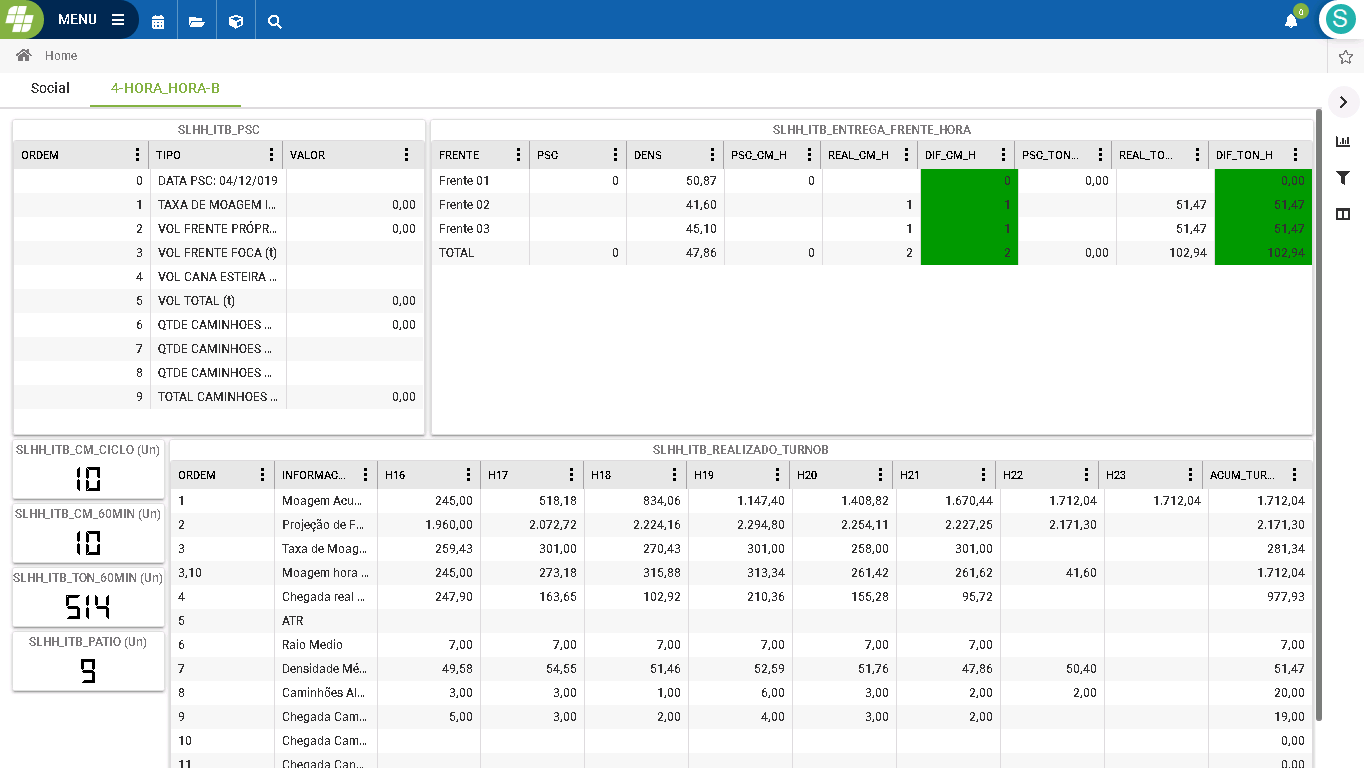 MENU
0
S
Home
Social 4-HORA_HORA-B
SLHH_ITB_PSC
ORDEM TIPO VALOR
0 DATA PSC: 04/12/019
1 TAXA DE MOAGEM I... 0,00
2 VOL FRENTE PRÓPR... 0,00
3 VOL FRENTE FOCA (t)
4 VOL CANA ESTEIRA ...
5 VOL TOTAL (t) 0,00
6 QTDE CAMINHOES ... 0,00
7 QTDE CAMINHOES ...
8 QTDE CAMINHOES ...
9 TOTAL CAMINHOES ... 0,00
SLHH_ITB_ENTREGA_FRENTE_HORA
FRENTE PSC DENS PSC_CM_H REAL_CM_H DIF_CM_H PSC_TON... REAL_TO... DIF_TON_H
Frente 01 0 50,87 0 0 0,00 0,00
Frente 02 41,60 1 1 51,47 51,47
Frente 03 45,10 1 1 51,47 51,47
TOTAL 0 47,86 0 2 2 0,00 102,94 102,94
SLHH_ITB_CM_CICLO (Un)
10
SLHH_ITB_CM_60MIN (Un)
10
SLHH_ITB_TON_60MIN (Un)
514
SLHH_ITB_PATIO (Un)
9
SLHH_ITB_REALIZADO_TURNOB
ORDEM INFORMAC... H16 H17 H18 H19 H20 H21 H22 H23 ACUM_TUR...
1 Moagem Acu... 245,00 518,18 834,06 1.147,40 1.408,82 1.670,44 1.712,04 1.712,04 1.712,04
2 Projeção de F... 1.960,00 2.072,72 2.224,16 2.294,80 2.254,11 2.227,25 2.171,30 2.171,30
3 Taxa de Moag... 259,43 301,00 270,43 301,00 258,00 301,00 281,34
3,10 Moagem hora ... 245,00 273,18 315,88 313,34 261,42 261,62 41,60 1.712,04
4 Chegada real ... 247,90 163,65 102,92 210,36 155,28 95,72 977,93
5 ATR
6 Raio Medio 7,00 7,00 7,00 7,00 7,00 7,00 7,00
7 Densidade Mé... 49,58 54,55 51,46 52,59 51,76 47,86 50,40 51,47
8 Caminhões Al... 3,00 3,00 1,00 6,00 3,00 2,00 2,00 20,00
9 Chegada Cam... 5,00 3,00 2,00 4,00 3,00 2,00 19,00
10 Chegada Cam... 0,00
11 Chegada Can... 0,00